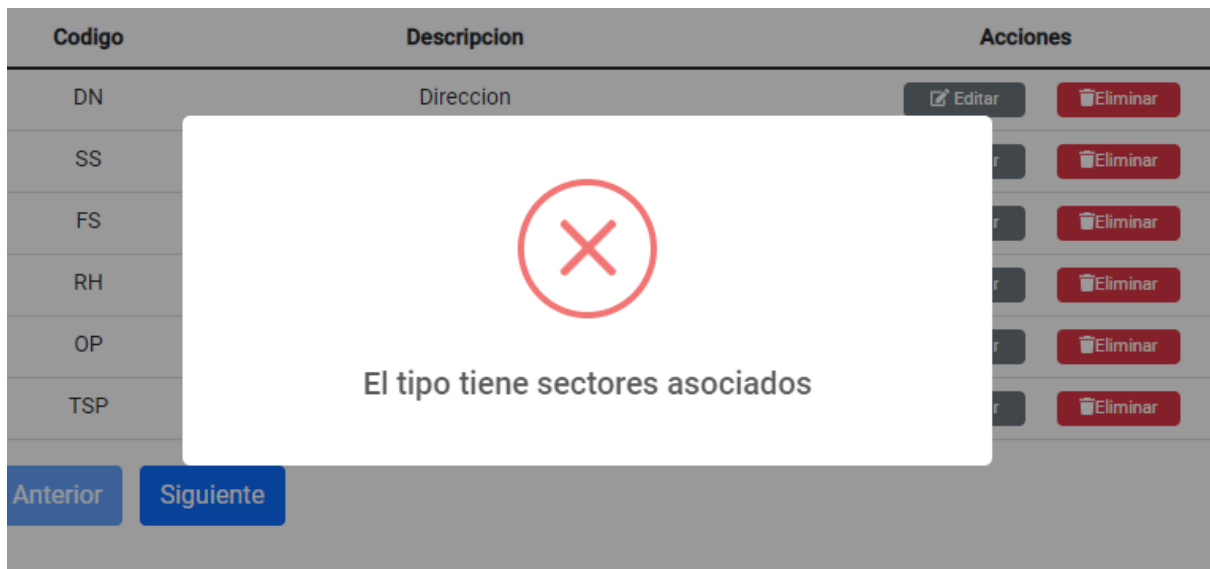 Codigo Descripcion Acciones
DN Direccion Editar Eliminar
SS r Eliminar
FS r Eliminar
RH r Eliminar
OP r Eliminar
TSP r Eliminar
El tipo tiene sectores asociados
Anterior Siguiente